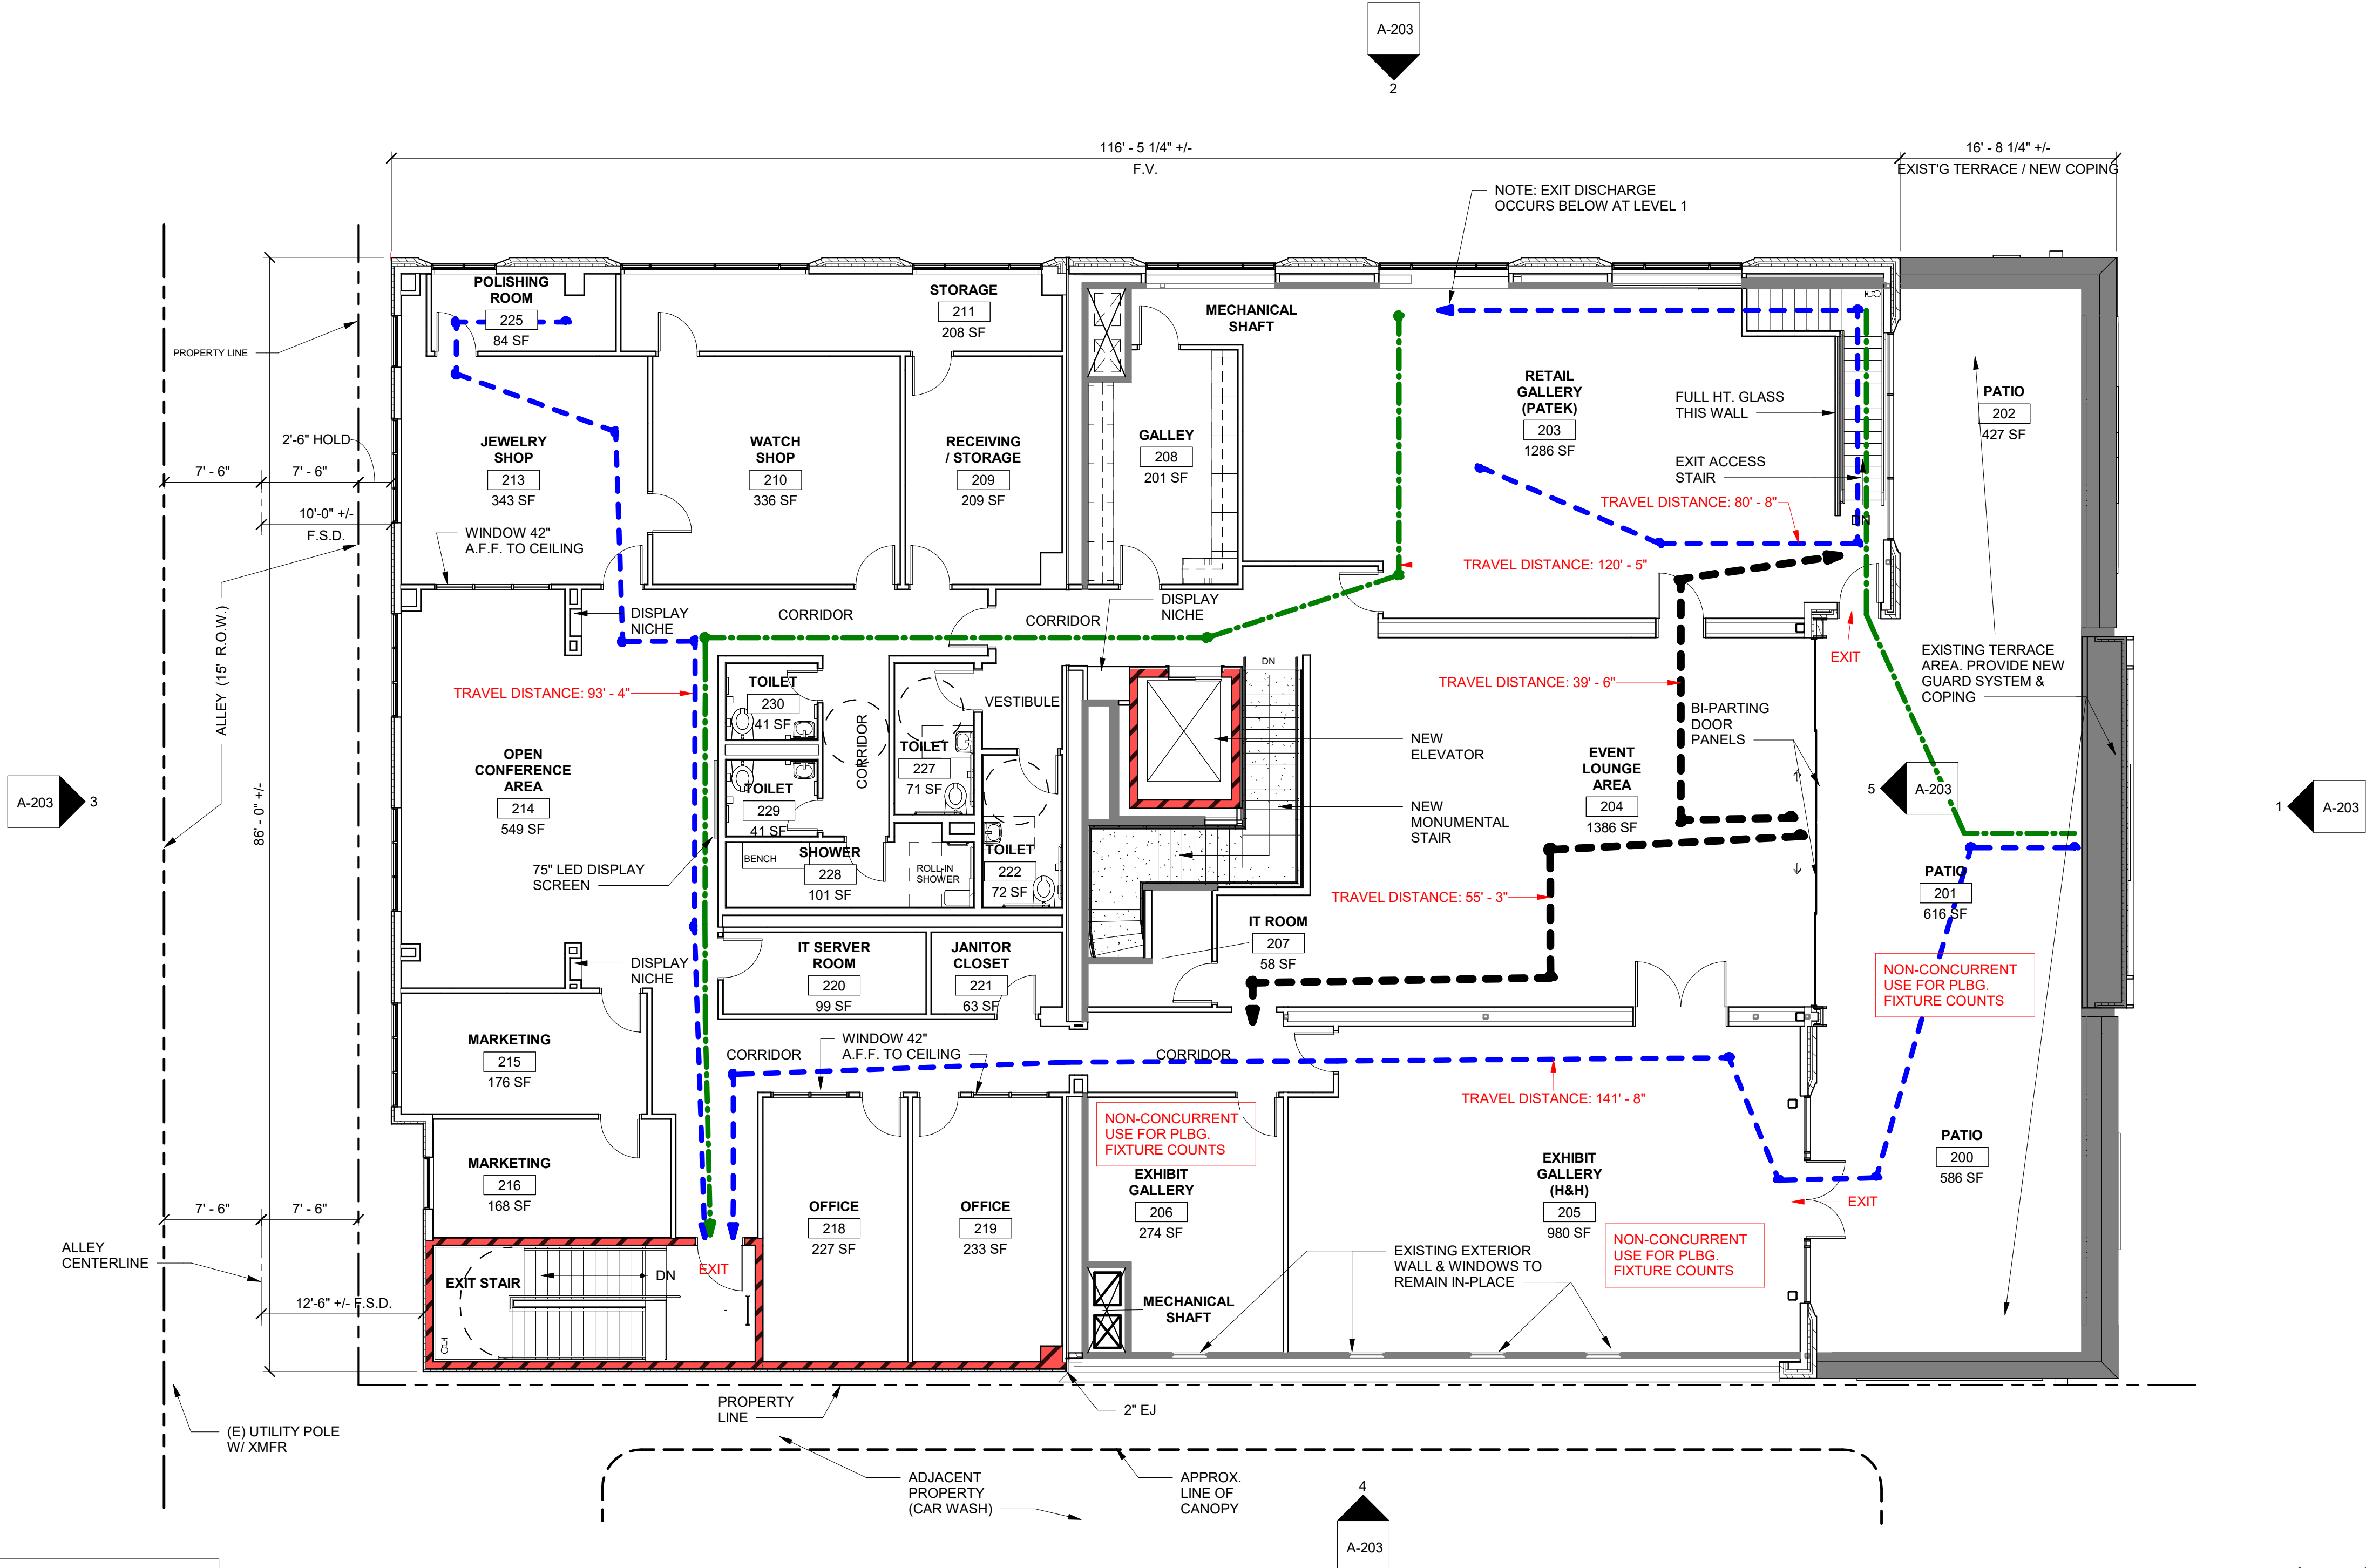 A-203
2
116' - 5 1/4" +/-
F.V.
16' - 8 1/4" +/-
EXIST'G TERRACE / NEW COPING
NOTE: EXIT DISCHARGE
OCCURS BELOW AT LEVEL 1
PROPERTY LINE
2'-6" HOLD
7' - 6"
7' - 6"
10'-0" +/-
F.S.D.
ALLEY (15' R.O.W.)
86' - 0" +/-
POLISHING
ROOM
225
84 SF
STORAGE
211
208 SF
MECHANICAL
SHAFT
JEWELRY
SHOP
213
343 SF
WATCH
SHOP
210
336 SF
RECEIVING
/ STORAGE
209
209 SF
GALLEY
208
201 SF
RETAIL
GALLERY
(PATEK)
203
1286 SF
FULL HT. GLASS
THIS WALL
EXIT ACCESS
STAIR
TRAVEL DISTANCE: 80' - 8"
DN
PATIO
202
427 SF
WINDOW 42"
A.F.F. TO CEILING
TRAVEL DISTANCE: 120' - 5"
DISPLAY
NICHE
CORRIDOR
CORRIDOR
DISPLAY
NICHE
EXIT
EXISTING TERRACE
AREA. PROVIDE NEW
GUARD SYSTEM &
COPING
TRAVEL DISTANCE: 93' - 4"
TOILET
230
41 SF
CORRIDOR
TOILET
227
71 SF
VESTIBULE
DN
TRAVEL DISTANCE: 39' - 6"
BI-PARTING
DOOR
PANELS
NEW
ELEVATOR
EVENT
LOUNGE
AREA
204
1386 SF
OPEN
CONFERENCE
AREA
214
549 SF
TOILET
229
41 SF
NEW
MONUMENTAL
STAIR
A-203
3
5
A-203
1
A-203
75" LED DISPLAY
SCREEN
BENCH
SHOWER
228
101 SF
ROLL-IN
SHOWER
TOILET
222
72 SF
TRAVEL DISTANCE: 55' - 3"
PATIO
201
616 SF
DISPLAY
NICHE
IT SERVER
ROOM
220
99 SF
JANITOR
CLOSET
221
63 SF
IT ROOM
207
58 SF
NON-CONCURRENT
USE FOR PLBG.
FIXTURE COUNTS
MARKETING
215
176 SF
CORRIDOR
WINDOW 42"
A.F.F. TO CEILING
CORRIDOR
TRAVEL DISTANCE: 141' - 8"
NON-CONCURRENT
USE FOR PLBG.
FIXTURE COUNTS
MARKETING
216
168 SF
OFFICE
218
227 SF
OFFICE
219
233 SF
EXHIBIT
GALLERY
206
274 SF
EXHIBIT
GALLERY
(H&H)
205
980 SF
EXIT
PATIO
200
586 SF
7' - 6"
7' - 6"
ALLEY
CENTERLINE
12'-6" +/- F.S.D.
EXIT STAIR
DN
EXIT
EXISTING EXTERIOR
WALL & WINDOWS TO
REMAIN IN-PLACE
NON-CONCURRENT
USE FOR PLBG.
FIXTURE COUNTS
MECHANICAL
SHAFT
(E) UTILITY POLE
W/ XMFR
PROPERTY
LINE
2" EJ
ADJACENT
PROPERTY
(CAR WASH)
APPROX.
LINE OF
CANOPY
4
A-203